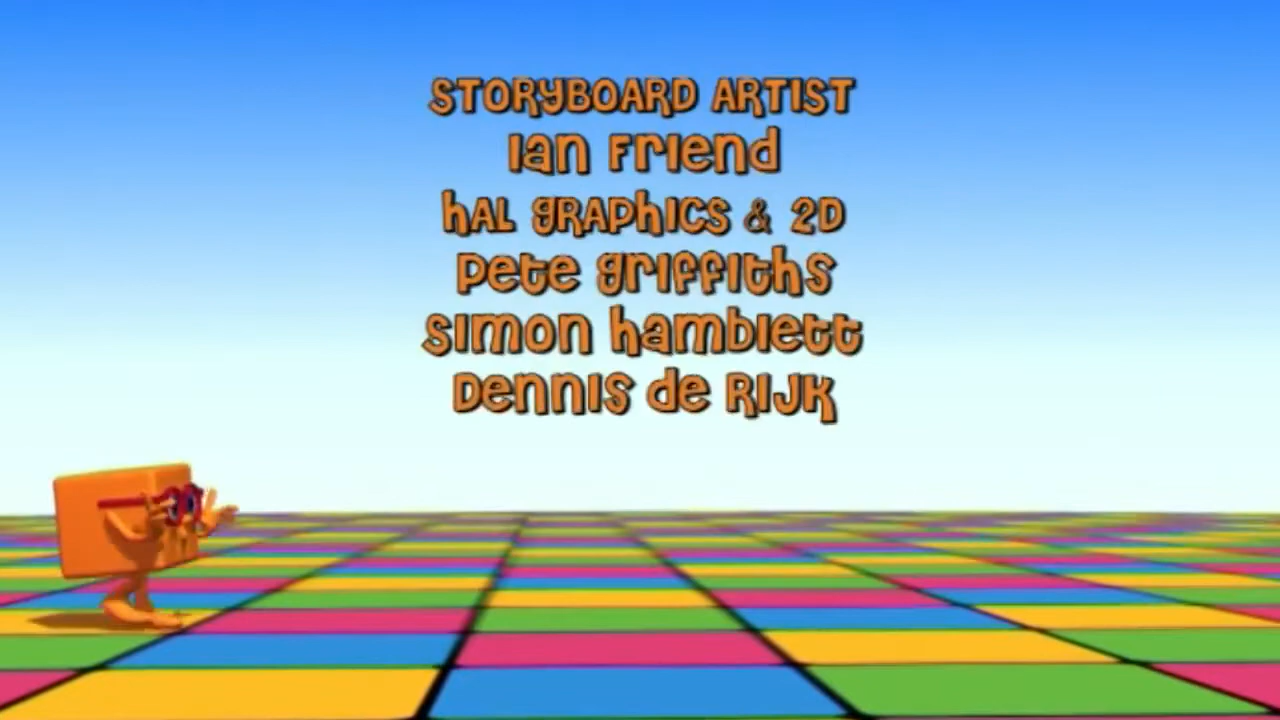 STORYBOARD ARTIST
Ian Friend
HAL GRAPHICS & 2D
Pete Griffiths
Simon Hamblett
Dennis de Rijk